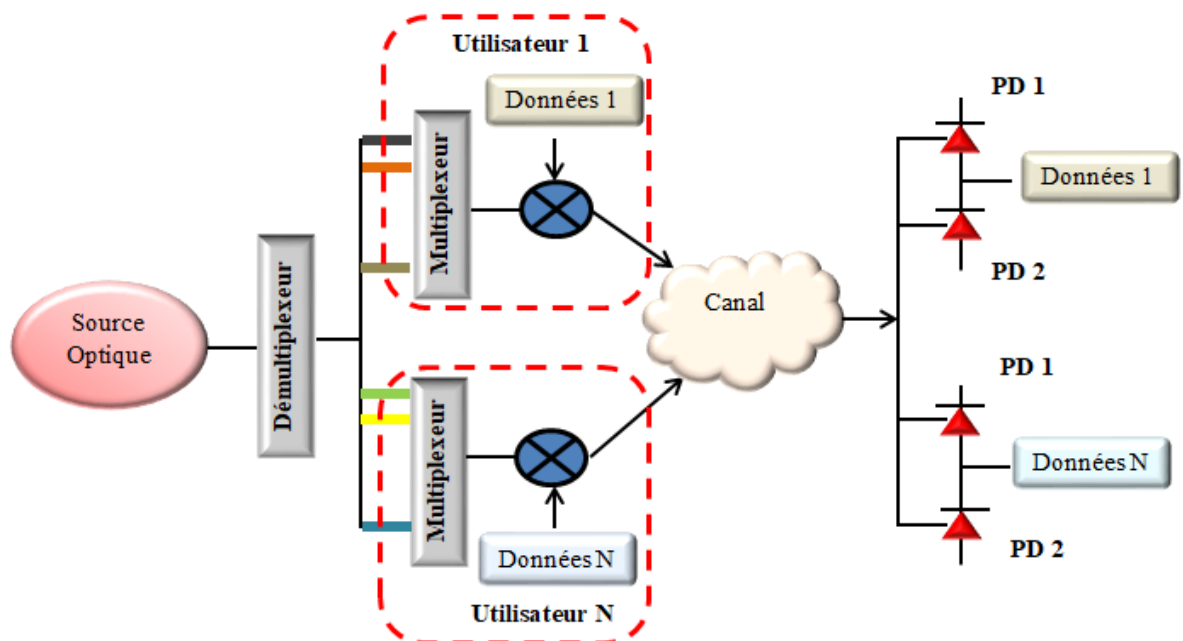 Utilisateur 1
Données 1
Multiplexeur
Source
Optique
Démultiplexeur
Multiplexeur
Données N
Utilisateur N
Canal
PD 1
Données 1
PD 2
PD 1
Données N
PD 2